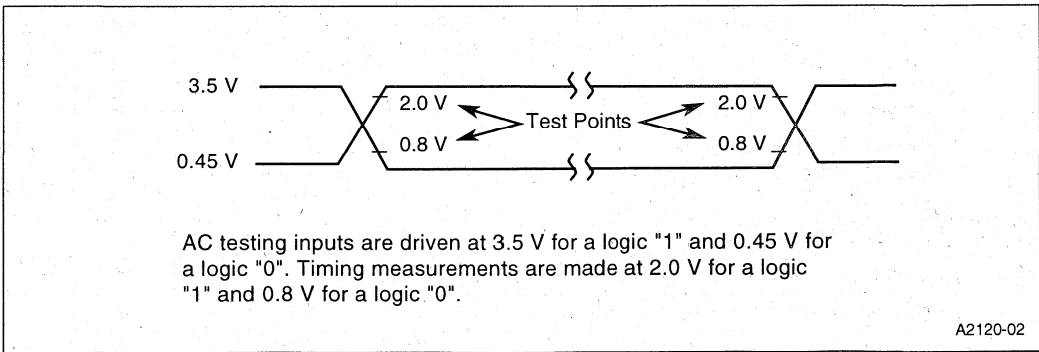 3.5 V
2.0 V
2.0 V
Test Points
0.8 V
0.8 V
0.45 V
AC testing inputs are driven at 3.5 V for a logic "1" and 0.45 V for
a logic "0". Timing measurements are made at 2.0 V for a logic
"1" and 0.8 V for a logic "0".
A2120-02